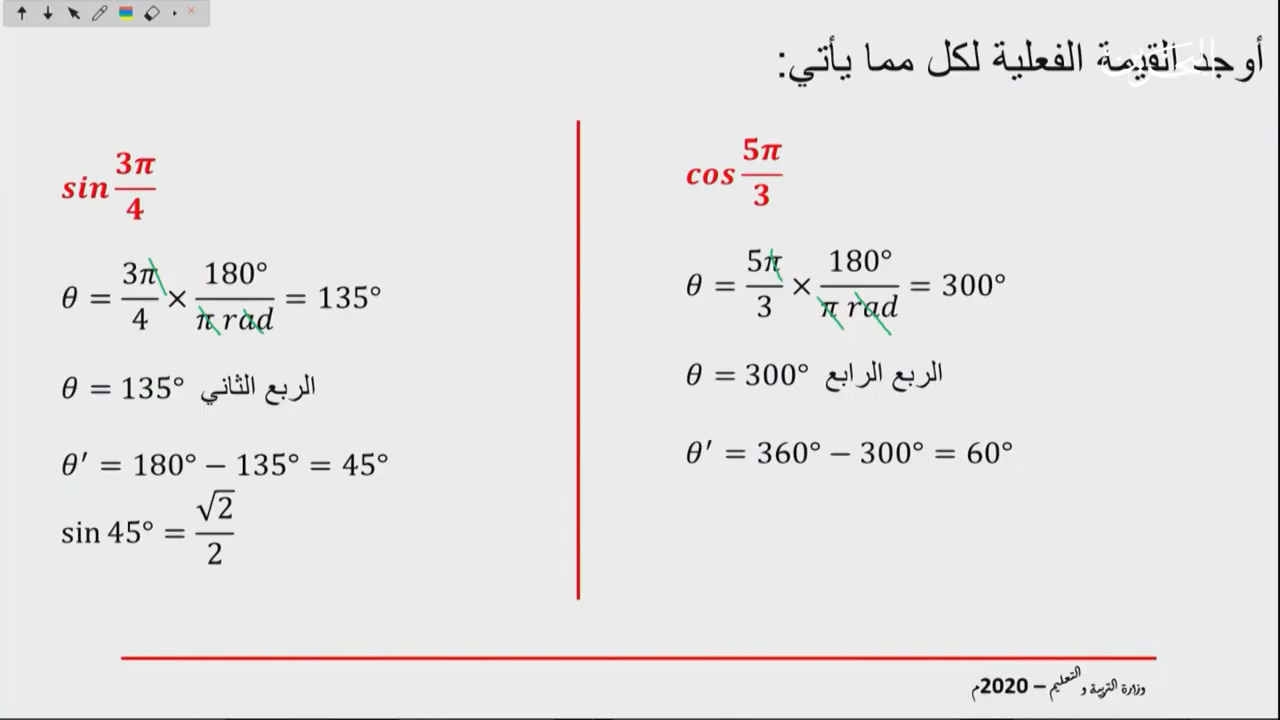 أوجد القيمة الفعلية لكل مما يأتي:
cos 5π/3
θ = 5π/3 × 180°/π rad = 300°
θ = 300° الربع الرابع
θ′ = 360° − 300° = 60°
sin 3π/4
θ = 3π/4 × 180°/π rad = 135°
θ = 135° الربع الثاني
θ′ = 180° − 135° = 45°
sin 45° = √2/2
وزارة التربية و التعليم – 2020م